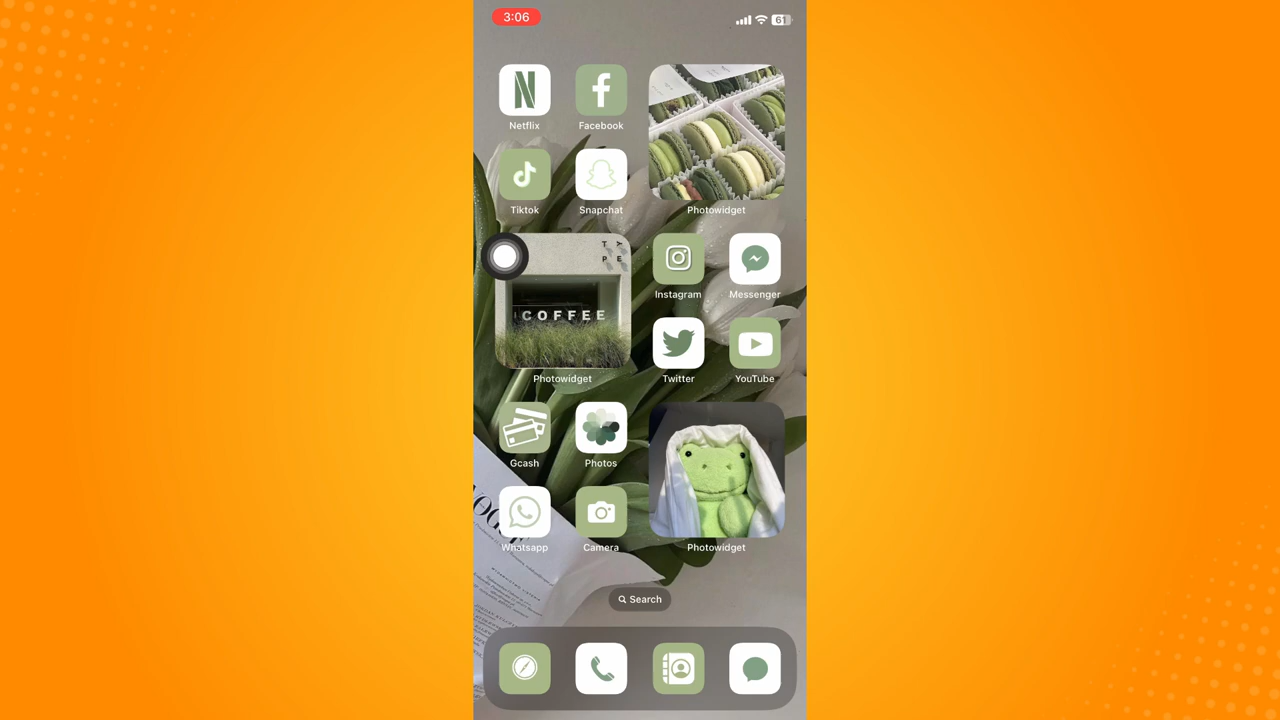 3:06
61
Netflix
Facebook
Tiktok
Snapchat
Photowidget
T Y
P E
COFFEE
Photowidget
Instagram
Messenger
Twitter
YouTube
Gcash
Photos
Whatsapp
Camera
Photowidget
Search